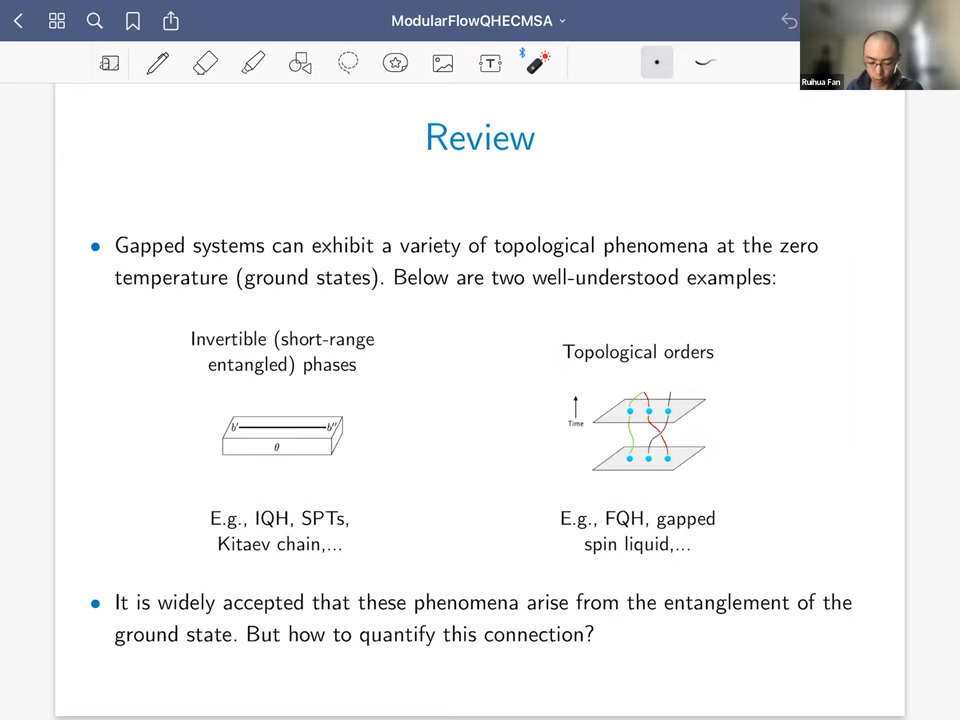 ModularFlowQHECMSA
T
Ruihua Fan
Review
Gapped systems can exhibit a variety of topological phenomena at the zero
temperature (ground states). Below are two well-understood examples:
Invertible (short-range
entangled) phases
Topological orders
b′
b″
θ
Time
E.g., IQH, SPTs,
Kitaev chain,...
E.g., FQH, gapped
spin liquid,...
It is widely accepted that these phenomena arise from the entanglement of the
ground state. But how to quantify this connection?